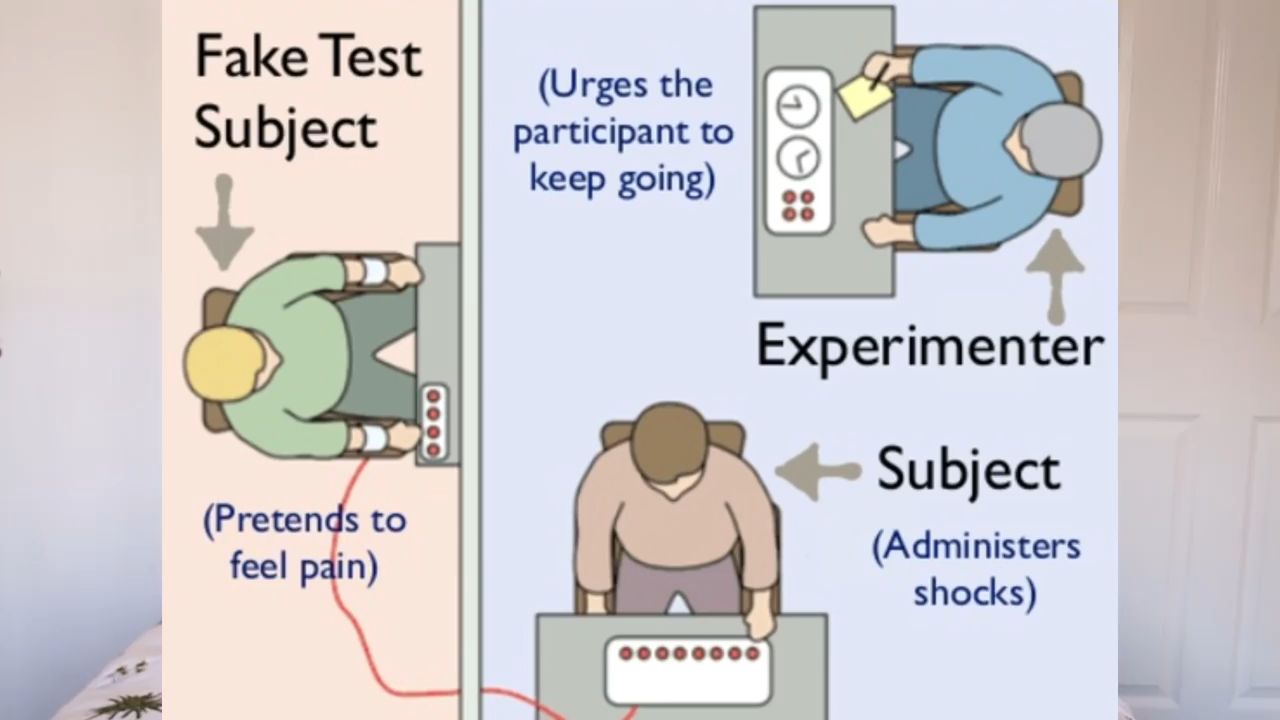 Fake Test
Subject
(Pretends to
feel pain)
(Urges the
participant to
keep going)
Experimenter
Subject
(Administers
shocks)